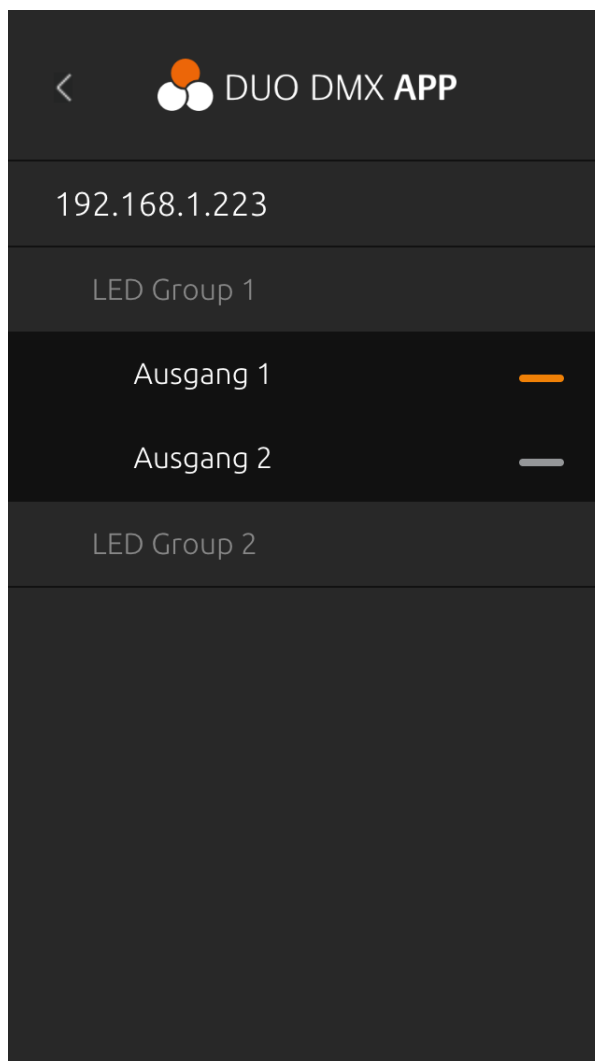 DUO DMX APP
192.168.1.223
LED Group 1
Ausgang 1
Ausgang 2
LED Group 2